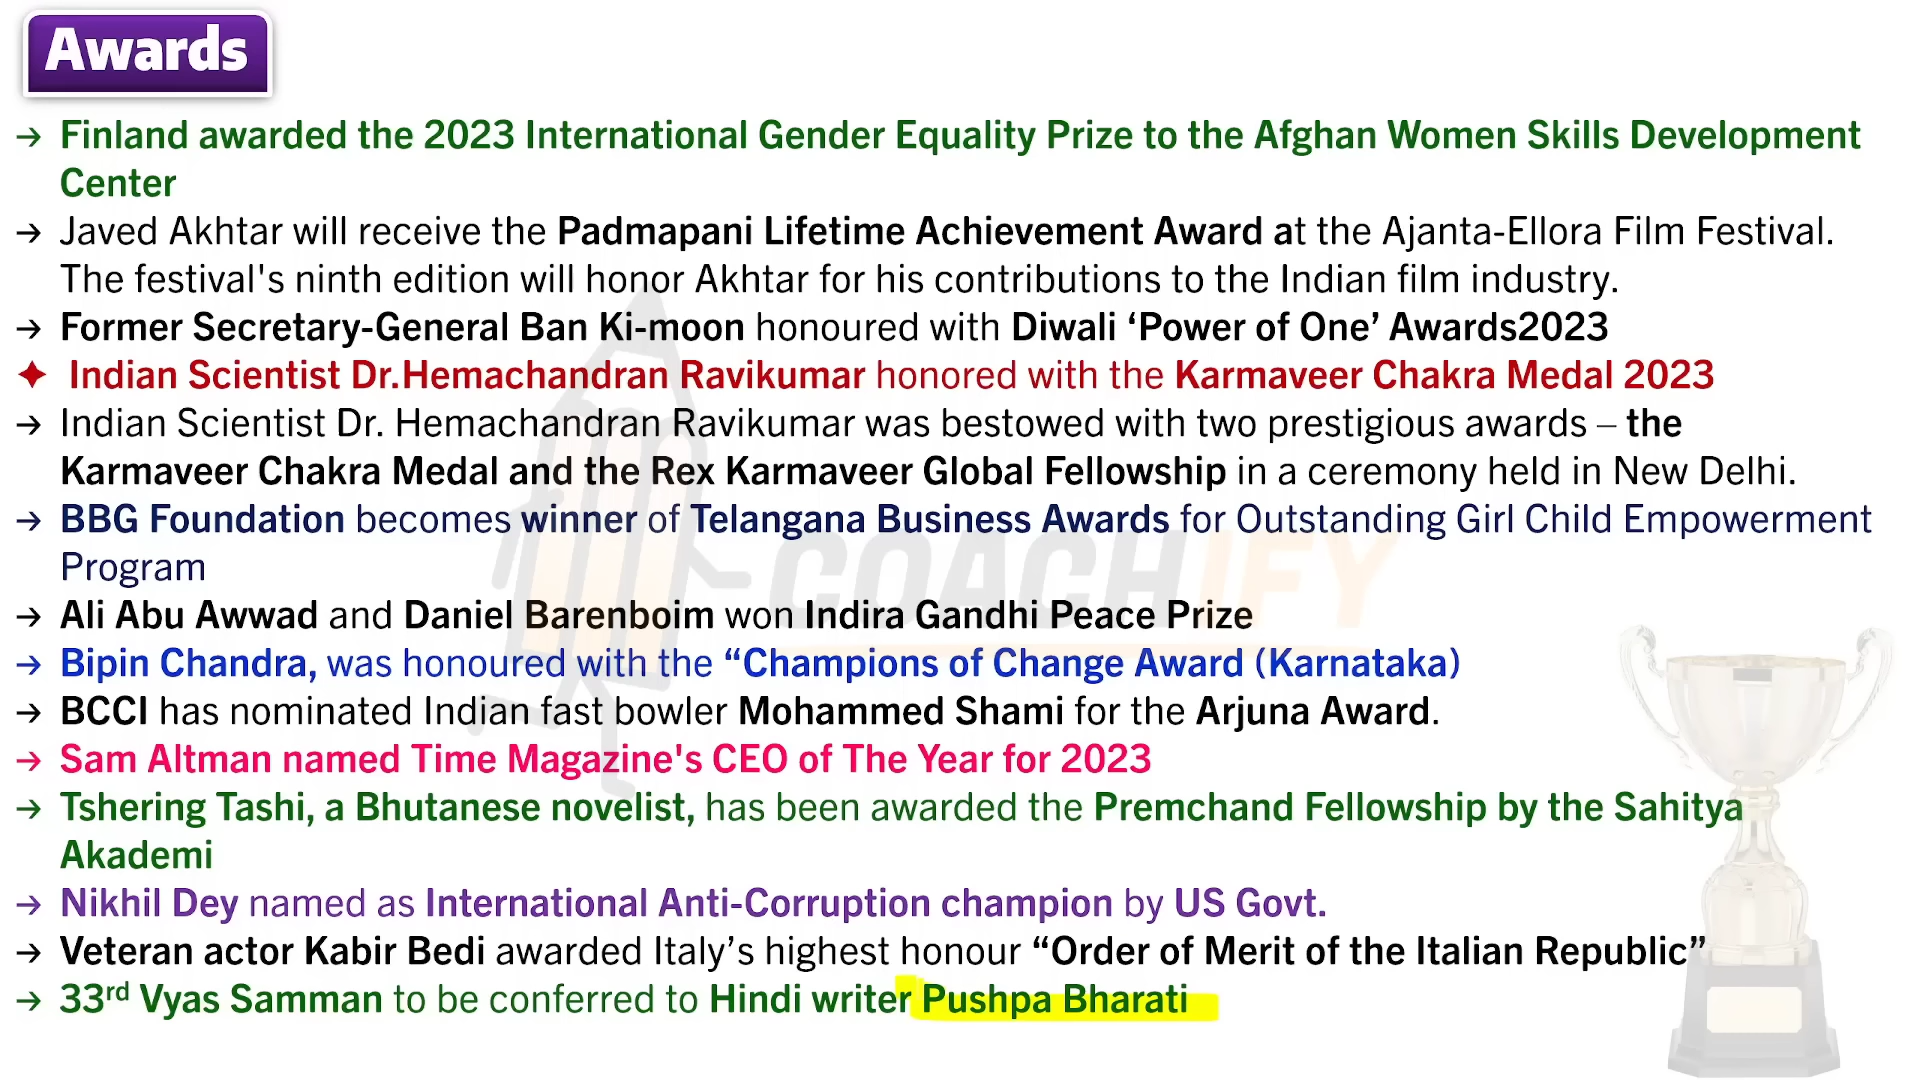 Awards
→ Finland awarded the 2023 International Gender Equality Prize to the Afghan Women Skills Development
Center
→ Javed Akhtar will receive the Padmapani Lifetime Achievement Award at the Ajanta-Ellora Film Festival.
The festival's ninth edition will honor Akhtar for his contributions to the Indian film industry.
→ Former Secretary-General Ban Ki-moon honoured with Diwali ‘Power of One’ Awards2023
✦ Indian Scientist Dr.Hemachandran Ravikumar honored with the Karmaveer Chakra Medal 2023
→ Indian Scientist Dr. Hemachandran Ravikumar was bestowed with two prestigious awards – the
Karmaveer Chakra Medal and the Rex Karmaveer Global Fellowship in a ceremony held in New Delhi.
→ BBG Foundation becomes winner of Telangana Business Awards for Outstanding Girl Child Empowerment
Program
→ Ali Abu Awwad and Daniel Barenboim won Indira Gandhi Peace Prize
→ Bipin Chandra, was honoured with the “Champions of Change Award (Karnataka)
→ BCCI has nominated Indian fast bowler Mohammed Shami for the Arjuna Award.
→ Sam Altman named Time Magazine's CEO of The Year for 2023
→ Tshering Tashi, a Bhutanese novelist, has been awarded the Premchand Fellowship by the Sahitya
Akademi
→ Nikhil Dey named as International Anti-Corruption champion by US Govt.
→ Veteran actor Kabir Bedi awarded Italy’s highest honour “Order of Merit of the Italian Republic”
→ 33rd Vyas Samman to be conferred to Hindi writer Pushpa Bharati
COACHIFY